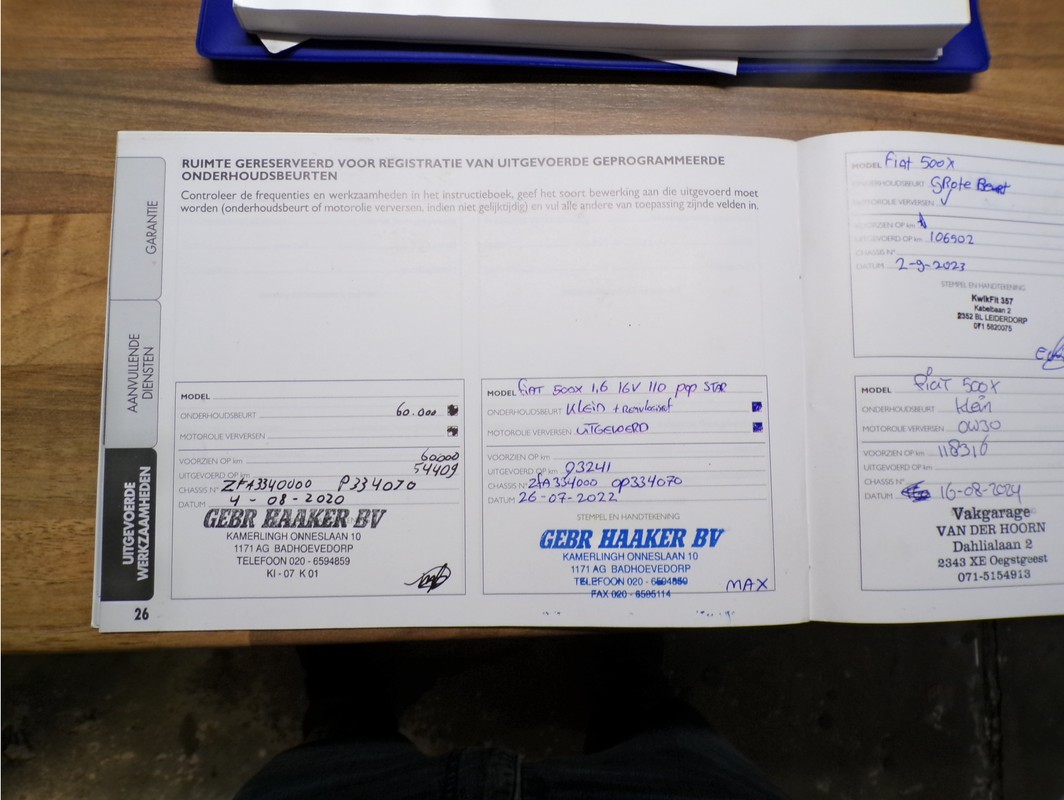 RUIMTE GERESERVEERD VOOR REGISTRATIE VAN UITGEVOERDE GEPROGRAMMEERDE
ONDERHOUDSBEURTEN
Controleer de frequenties en werkzaamheden in het instructieboek, geef het soort bewerking aan die uitgevoerd moet
worden (onderhoudsbeurt of motorolie verversen, indien niet gelijktijdig) en vul alle andere van toepassing zijnde velden in.
GARANTIE
AANVULLENDE
DIENSTEN
UITGEVOERDE
WERKZAAMHEDEN
MODEL
ONDERHOUDSBEURT 60.000
MOTOROLIE VERVERSEN
VOORZIEN OP km 60000
UITGEVOERD OP km 54409
CHASSIS N° ZFA3340000 P334070
DATUM 4-08-2020
GEBR HAAKER BV
KAMERLINGH ONNESLAAN 10
1171 AG BADHOEVEDORP
TELEFOON 020 - 6594859
KI - 07 K 01
26
MODEL fiAT 500X 1,6 16V 110 pop STAR
ONDERHOUDSBEURT Klein +
MOTOROLIE VERVERSEN UITGEVOERD
VOORZIEN OP km
UITGEVOERD OP km 93241
CHASSIS N° zfa334000 0p334070
DATUM 26-07-2022
STEMPEL EN HANDTEKENING
GEBR HAAKER BV
KAMERLINGH ONNESLAAN 10
1171 AG BADHOEVEDORP
TELEFOON 020 - 6594859
FAX 020 - 6595114
MAX
MODEL Fiat 500X
ONDERHOUDSBEURT GRote Beurt
MOTOROLIE VERVERSEN
VOORZIEN OP km
UITGEVOERD OP km 106502
CHASSIS N°
DATUM 2-9-2023
STEMPEL EN HANDTEKENING
KwikFit 357
Kabelbaan 2
2352 BL LEIDERDORP
071 5820075
MODEL Fiat 500X
ONDERHOUDSBEURT klein
MOTOROLIE VERVERSEN 0W30
VOORZIEN OP km 118316
UITGEVOERD OP km
CHASSIS N°
DATUM 16-08-2024
Vakgarage
VAN DER HOORN
Dahlialaan 2
2343 XE Oegstgeest
071-5154913